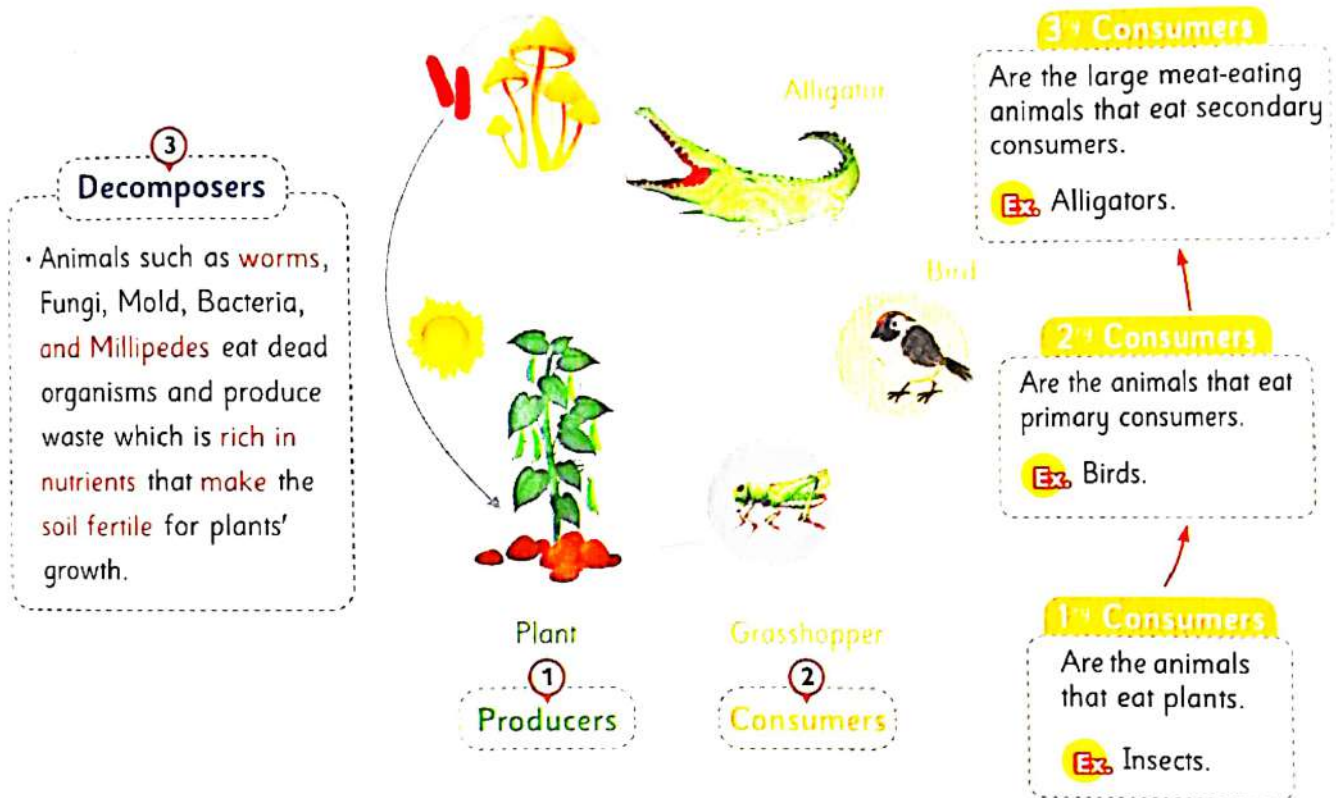 3
Decomposers
· Animals such as worms,
Fungi, Mold, Bacteria,
and Millipedes eat dead
organisms and produce
waste which is rich in
nutrients that make the
soil fertile for plants'
growth.
Alligator
Bird
Plant
1
Producers
Grasshopper
2
Consumers
3ry Consumers
Are the large meat-eating
animals that eat secondary
consumers.
Ex. Alligators.
2ry Consumers
Are the animals that eat
primary consumers.
Ex. Birds.
1ry Consumers
Are the animals
that eat plants.
Ex. Insects.